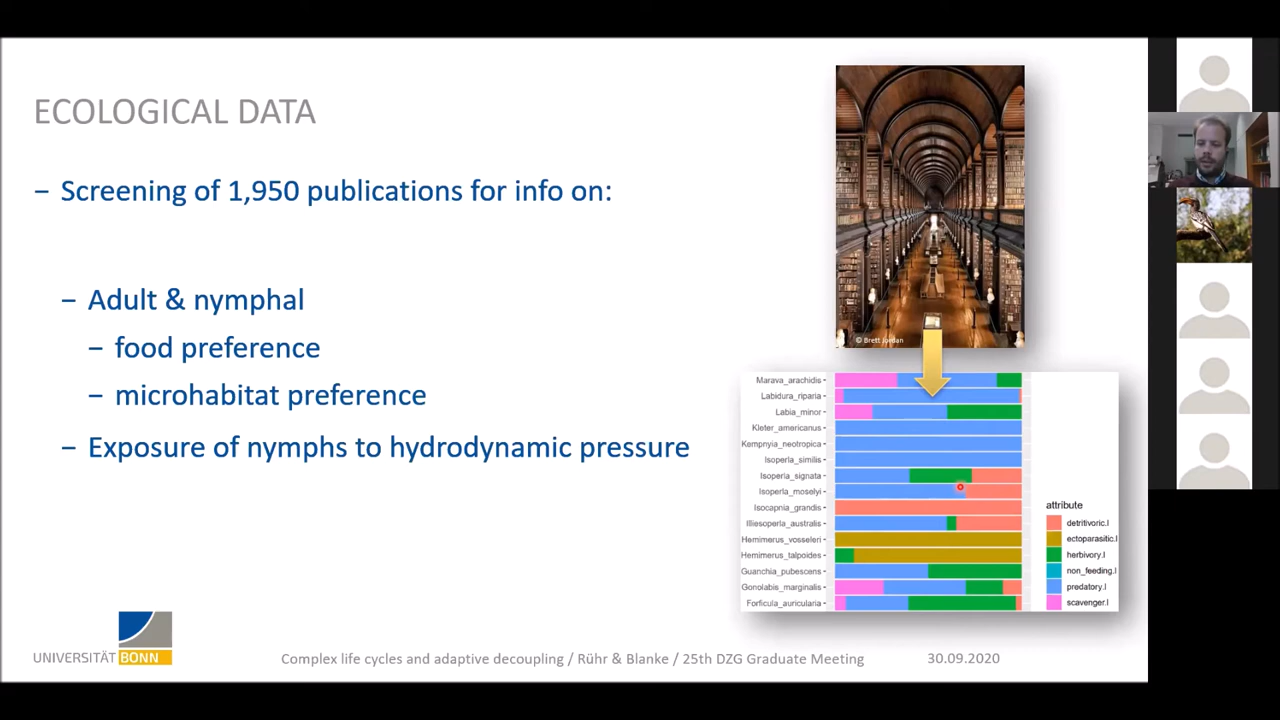 ECOLOGICAL DATA
− Screening of 1,950 publications for info on:
− Adult & nymphal
− food preference
− microhabitat preference
− Exposure of nymphs to hydrodynamic pressure
© Brett Jordan
Marava_arachidis
Labidura_riparia
Labia_minor
Kleter_americanus
Kempnyia_neotropica
Isoperla_similis
Isoperla_signata
Isoperla_moselyi
Isocapnia_grandis
Illiesoperla_australis
Hemimerus_vosseleri
Hemimerus_talpoides
Guanchia_pubescens
Gonolabis_marginalis
Forficula_auricularia
attribute
detritivoric.l
ectoparasitic.l
herbivory.l
non_feeding.l
predatory.l
scavenger.l
UNIVERSITÄT BONN
Complex life cycles and adaptive decoupling / Rühr & Blanke / 25th DZG Graduate Meeting
30.09.2020